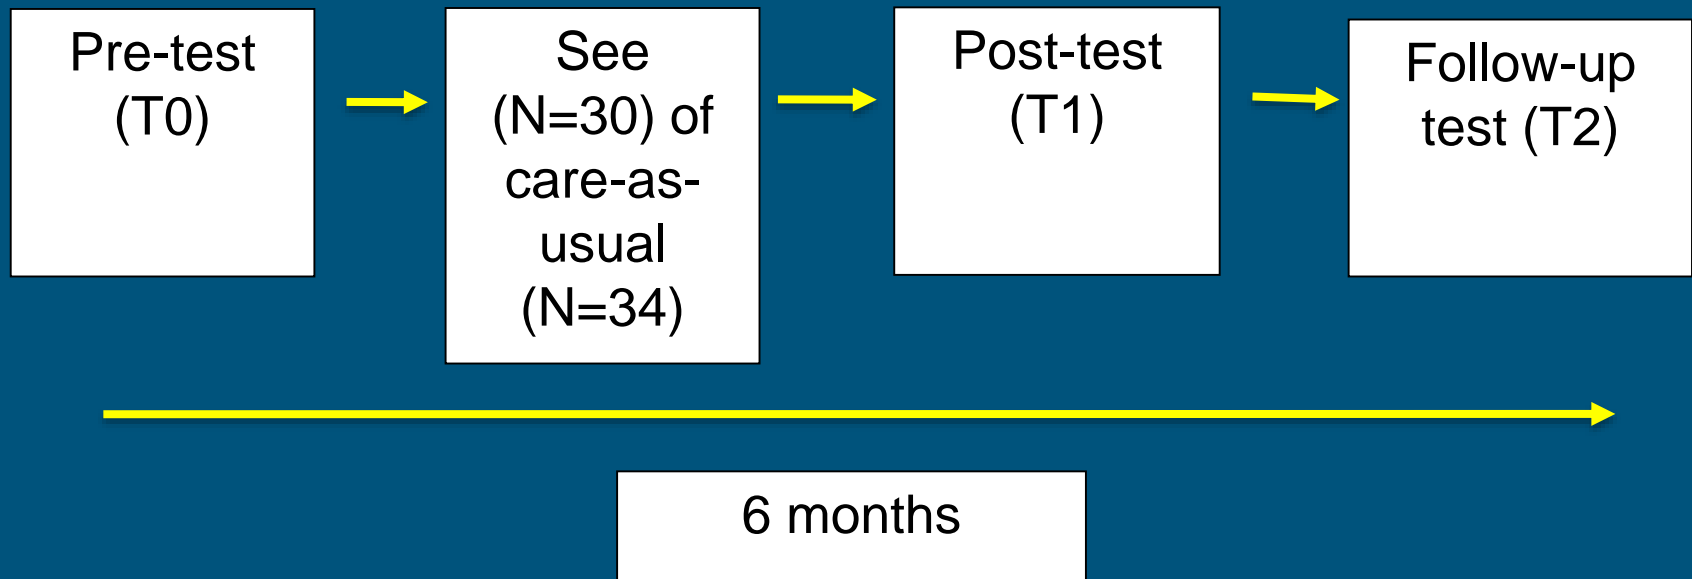 Pre-test
(T0)
See
(N=30) of
care-as-
usual
(N=34)
Post-test
(T1)
Follow-up
test (T2)
6 months